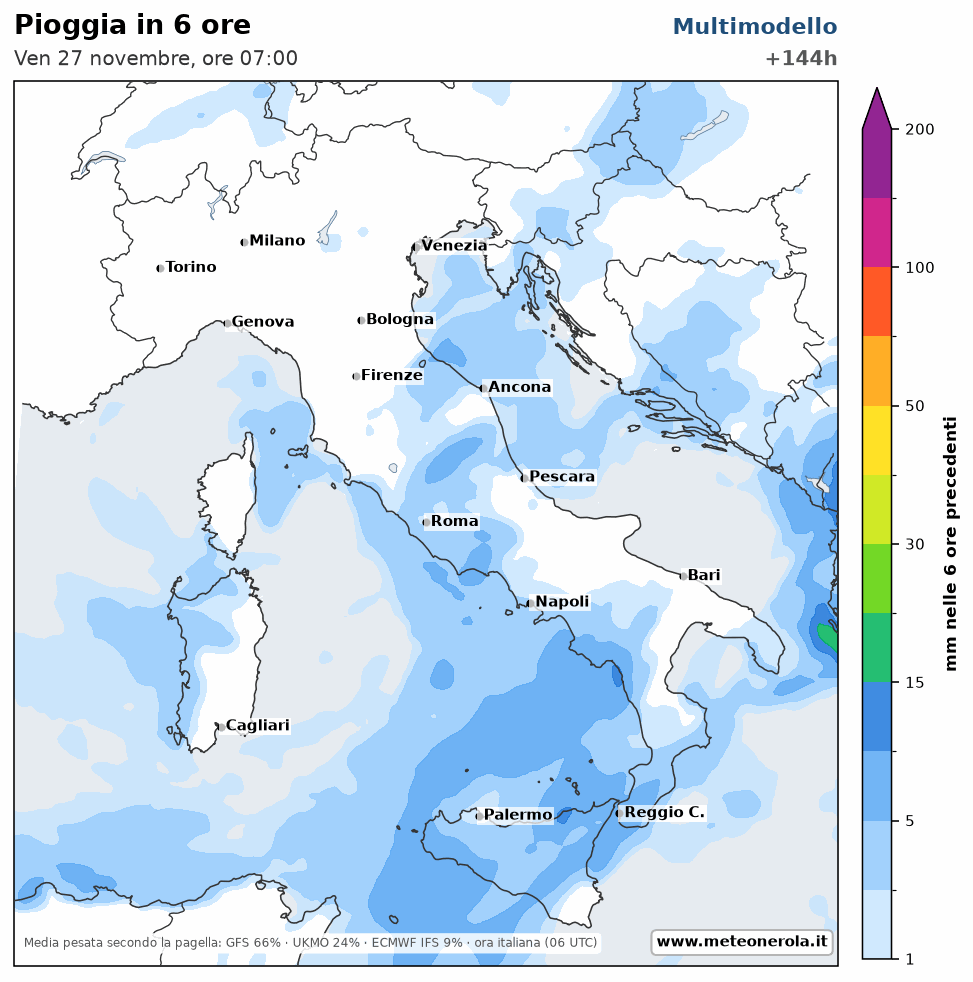 Pioggia in 6 ore
Multimodello
Ven 27 novembre, ore 07:00
+144h
Milano
Venezia
Torino
Genova
Bologna
Firenze
Ancona
Pescara
Roma
Bari
Napoli
Cagliari
Palermo
Reggio C.
200
100
50
30
15
5
1
mm nelle 6 ore precedenti
Media pesata secondo la pagella: GFS 66% · UKMO 24% · ECMWF IFS 9% · ora italiana (06 UTC)
www.meteonerola.it